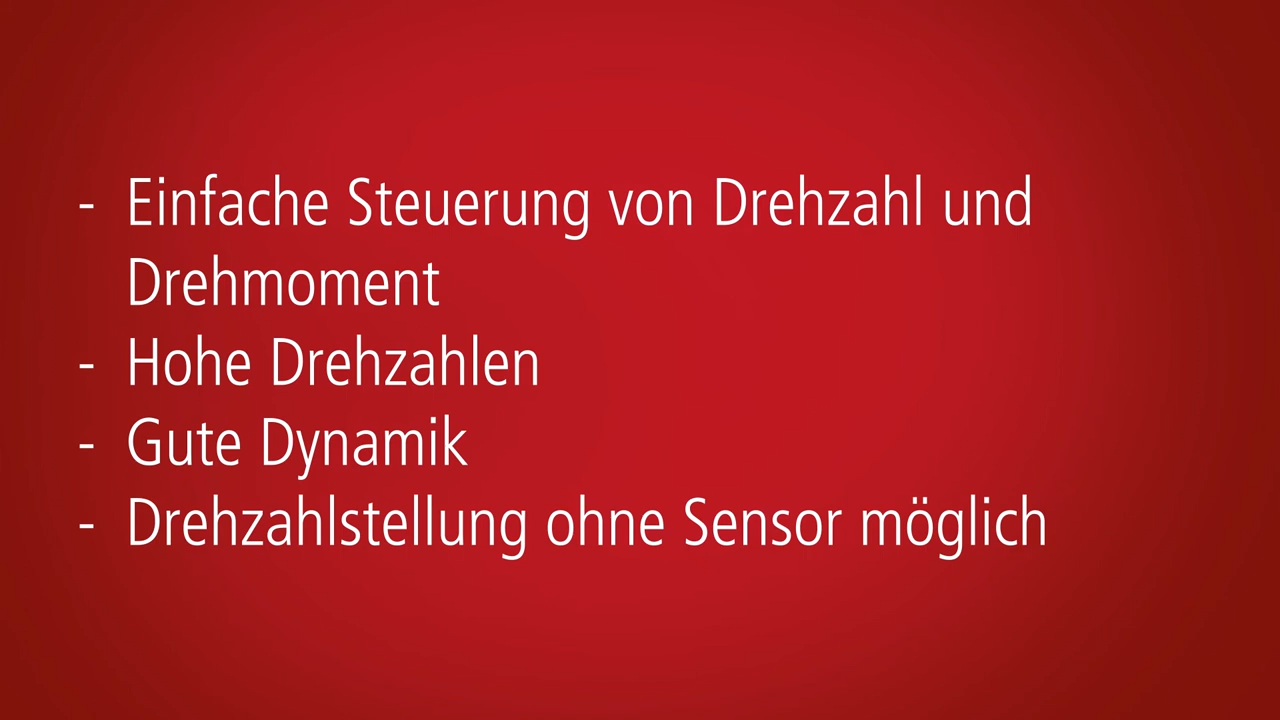 - Einfache Steuerung von Drehzahl und
Drehmoment
- Hohe Drehzahlen
- Gute Dynamik
- Drehzahlstellung ohne Sensor möglich